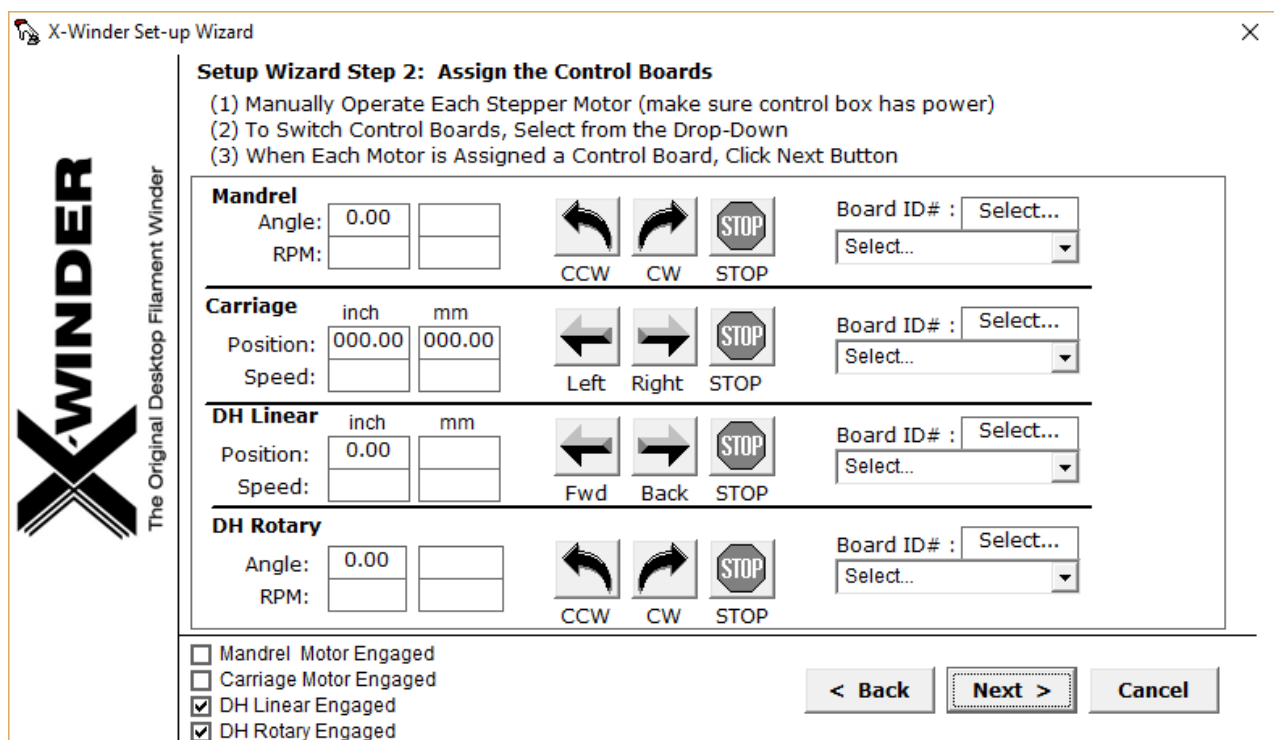 X-Winder Set-up Wizard
X-WINDER
The Original Desktop Filament Winder
Setup Wizard Step 2: Assign the Control Boards
(1) Manually Operate Each Stepper Motor (make sure control box has power)
(2) To Switch Control Boards, Select from the Drop-Down
(3) When Each Motor is Assigned a Control Board, Click Next Button
Mandrel
Angle: 0.00
RPM:
STOP
CCW CW STOP
Board ID# : Select...
Select...
Carriage
inch mm
Position: 000.00 000.00
Speed:
STOP
Left Right STOP
Board ID# : Select...
Select...
DH Linear
inch mm
Position: 0.00
Speed:
STOP
Fwd Back STOP
Board ID# : Select...
Select...
DH Rotary
Angle: 0.00
RPM:
STOP
CCW CW STOP
Board ID# : Select...
Select...
Mandrel Motor Engaged
Carriage Motor Engaged
DH Linear Engaged
DH Rotary Engaged
< Back Next > Cancel